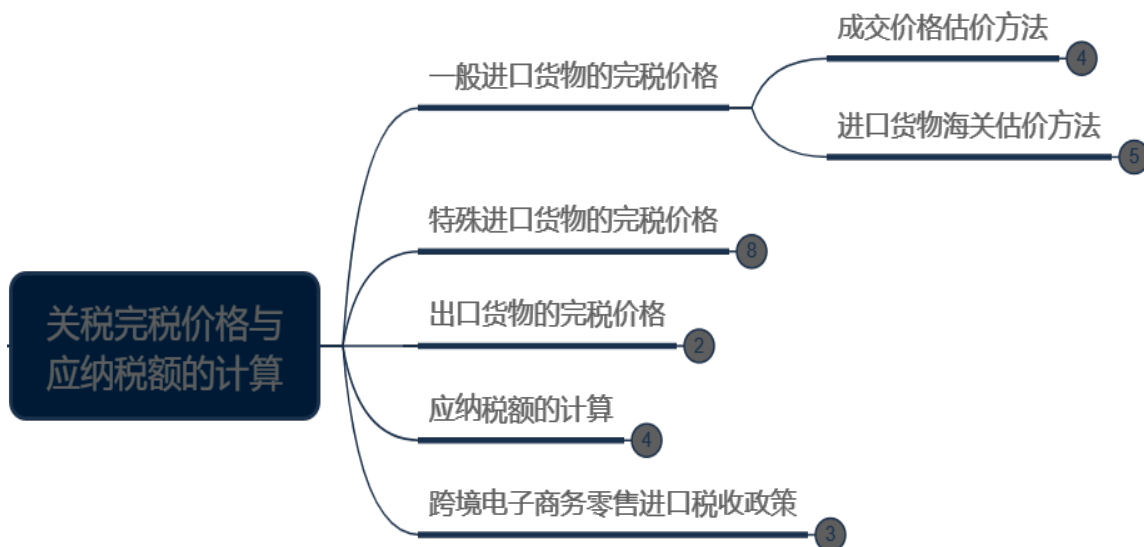 成交价格估价方法
4
一般进口货物的完税价格
进口货物海关估价方法
5
特殊进口货物的完税价格
8
关税完税价格与
应纳税额的计算
出口货物的完税价格
2
应纳税额的计算
4
跨境电子商务零售进口税收政策
3